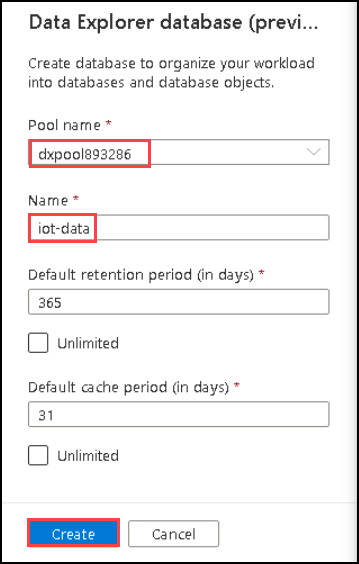 Data Explorer database (previ...
Create database to organize your workload
into databases and database objects.
Pool name *
dxpool893286
Name *
iot-data
Default retention period (in days) *
365
Unlimited
Default cache period (in days) *
31
Unlimited
Create Cancel